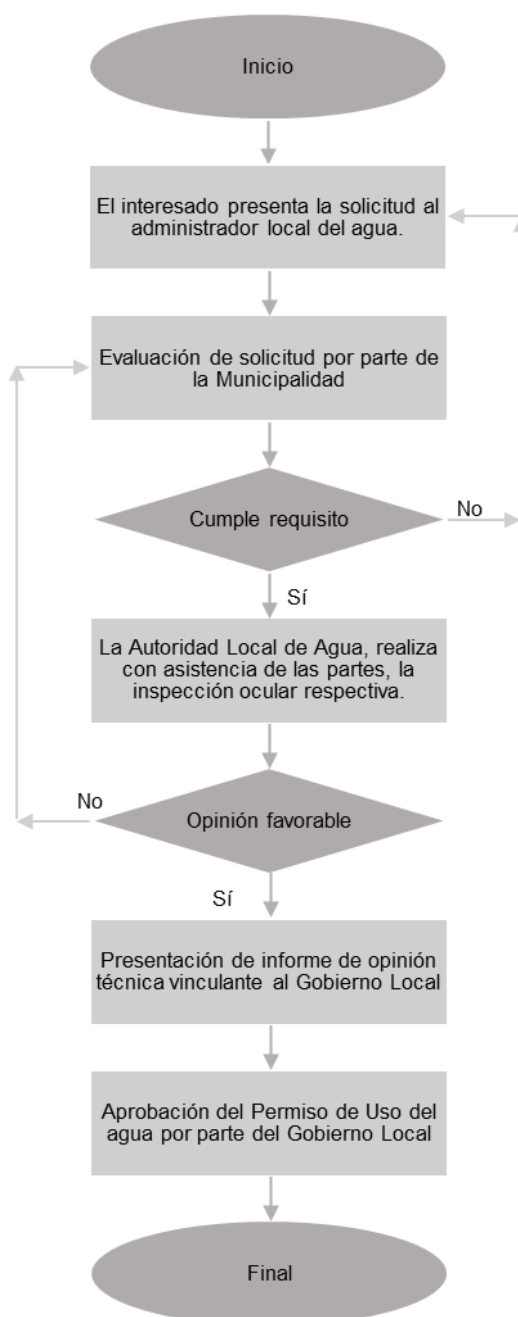 Inicio
El interesado presenta la solicitud al
administrador local del agua.
Evaluación de solicitud por parte de
la Municipalidad
Cumple requisito
No
Sí
La Autoridad Local de Agua, realiza
con asistencia de las partes, la
inspección ocular respectiva.
No
Opinión favorable
Sí
Presentación de informe de opinión
técnica vinculante al Gobierno Local
Aprobación del Permiso de Uso del
agua por parte del Gobierno Local
Final